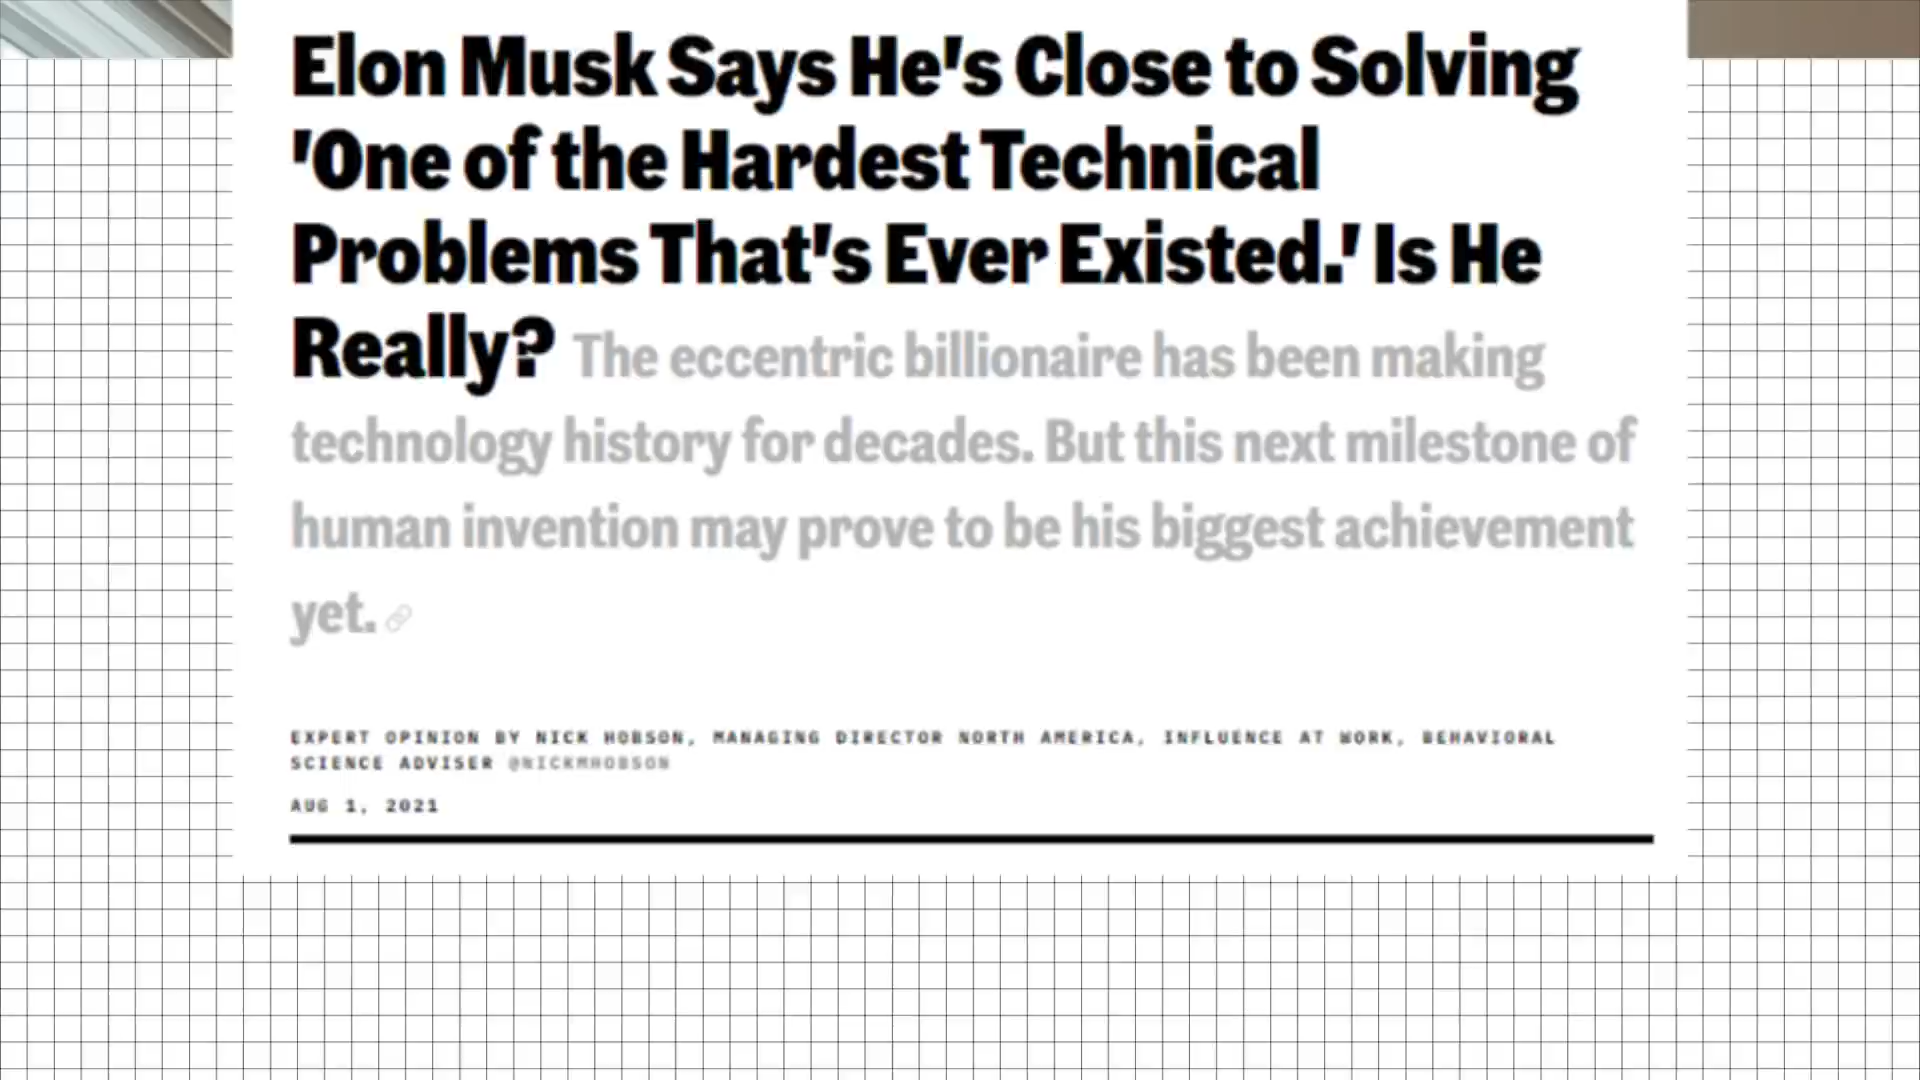 Elon Musk Says He's Close to Solving
'One of the Hardest Technical
Problems That's Ever Existed.' Is He
Really? The eccentric billionaire has been making
technology history for decades. But this next milestone of
human invention may prove to be his biggest achievement
yet.
EXPERT OPINION BY NICK HOBSON, MANAGING DIRECTOR NORTH AMERICA, INFLUENCE AT WORK, BEHAVIORAL
SCIENCE ADVISER @NICKMHOBSON
AUG 1, 2021